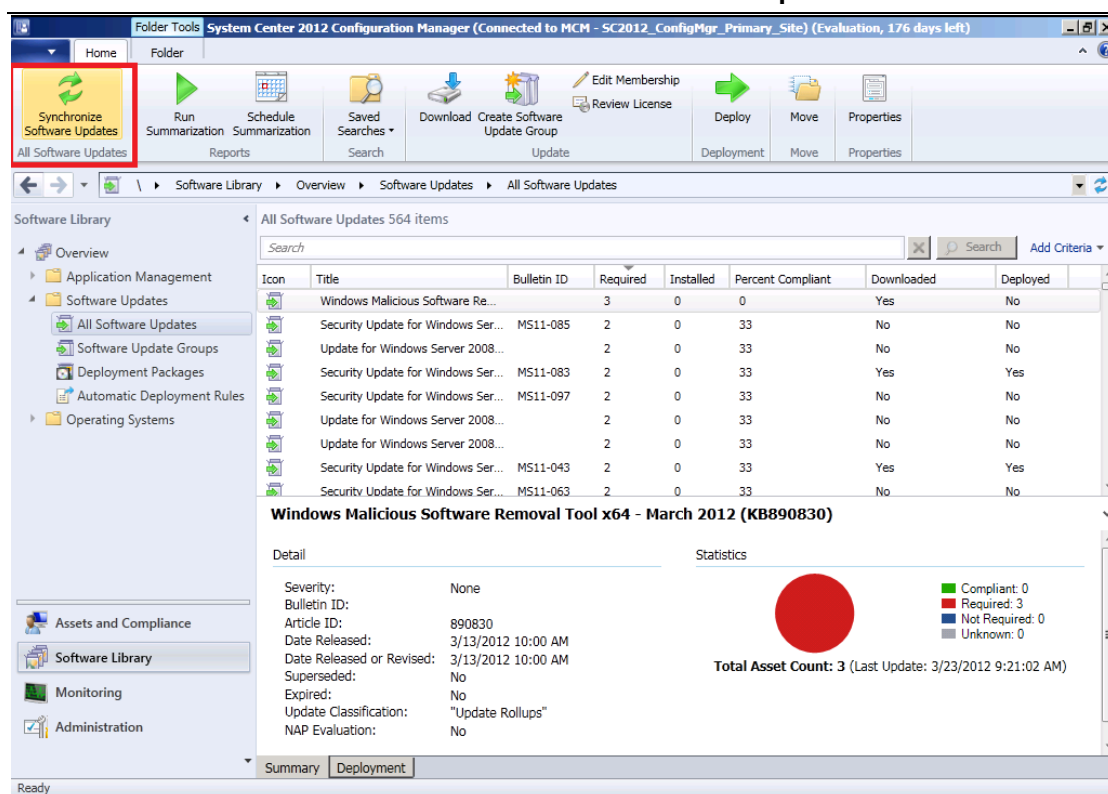 Folder Tools System Center 2012 Configuration Manager (Connected to MCM - SC2012_ConfigMgr_Primary_Site) (Evaluation, 176 days left)
Home Folder
Synchronize Software Updates
Run Summarization
Schedule Summarization
Saved Searches
Download
Create Software Update Group
Edit Membership
Review License
Deploy
Move
Properties
All Software Updates Reports Search Update Deployment Move Properties
\ Software Library Overview Software Updates All Software Updates
Software Library
Overview
Application Management
Software Updates
All Software Updates
Software Update Groups
Deployment Packages
Automatic Deployment Rules
Operating Systems
Assets and Compliance
Software Library
Monitoring
Administration
All Software Updates 564 items
Search Search Add Criteria
Icon Title Bulletin ID Required Installed Percent Compliant Downloaded Deployed
Windows Malicious Software Re... 3 0 0 Yes No
Security Update for Windows Ser... MS11-085 2 0 33 No No
Update for Windows Server 2008... 2 0 33 No No
Security Update for Windows Ser... MS11-083 2 0 33 Yes Yes
Security Update for Windows Ser... MS11-097 2 0 33 No No
Update for Windows Server 2008... 2 0 33 No No
Update for Windows Server 2008... 2 0 33 No No
Security Update for Windows Ser... MS11-043 2 0 33 Yes Yes
Security Update for Windows Ser... MS11-063 2 0 33 No No
Windows Malicious Software Removal Tool x64 - March 2012 (KB890830)
Detail
Severity: None
Bulletin ID:
Article ID: 890830
Date Released: 3/13/2012 10:00 AM
Date Released or Revised: 3/13/2012 10:00 AM
Superseded: No
Expired: No
Update Classification: "Update Rollups"
NAP Evaluation: No
Statistics
Compliant: 0
Required: 3
Not Required: 0
Unknown: 0
Total Asset Count: 3 (Last Update: 3/23/2012 9:21:02 AM)
Summary Deployment
Ready